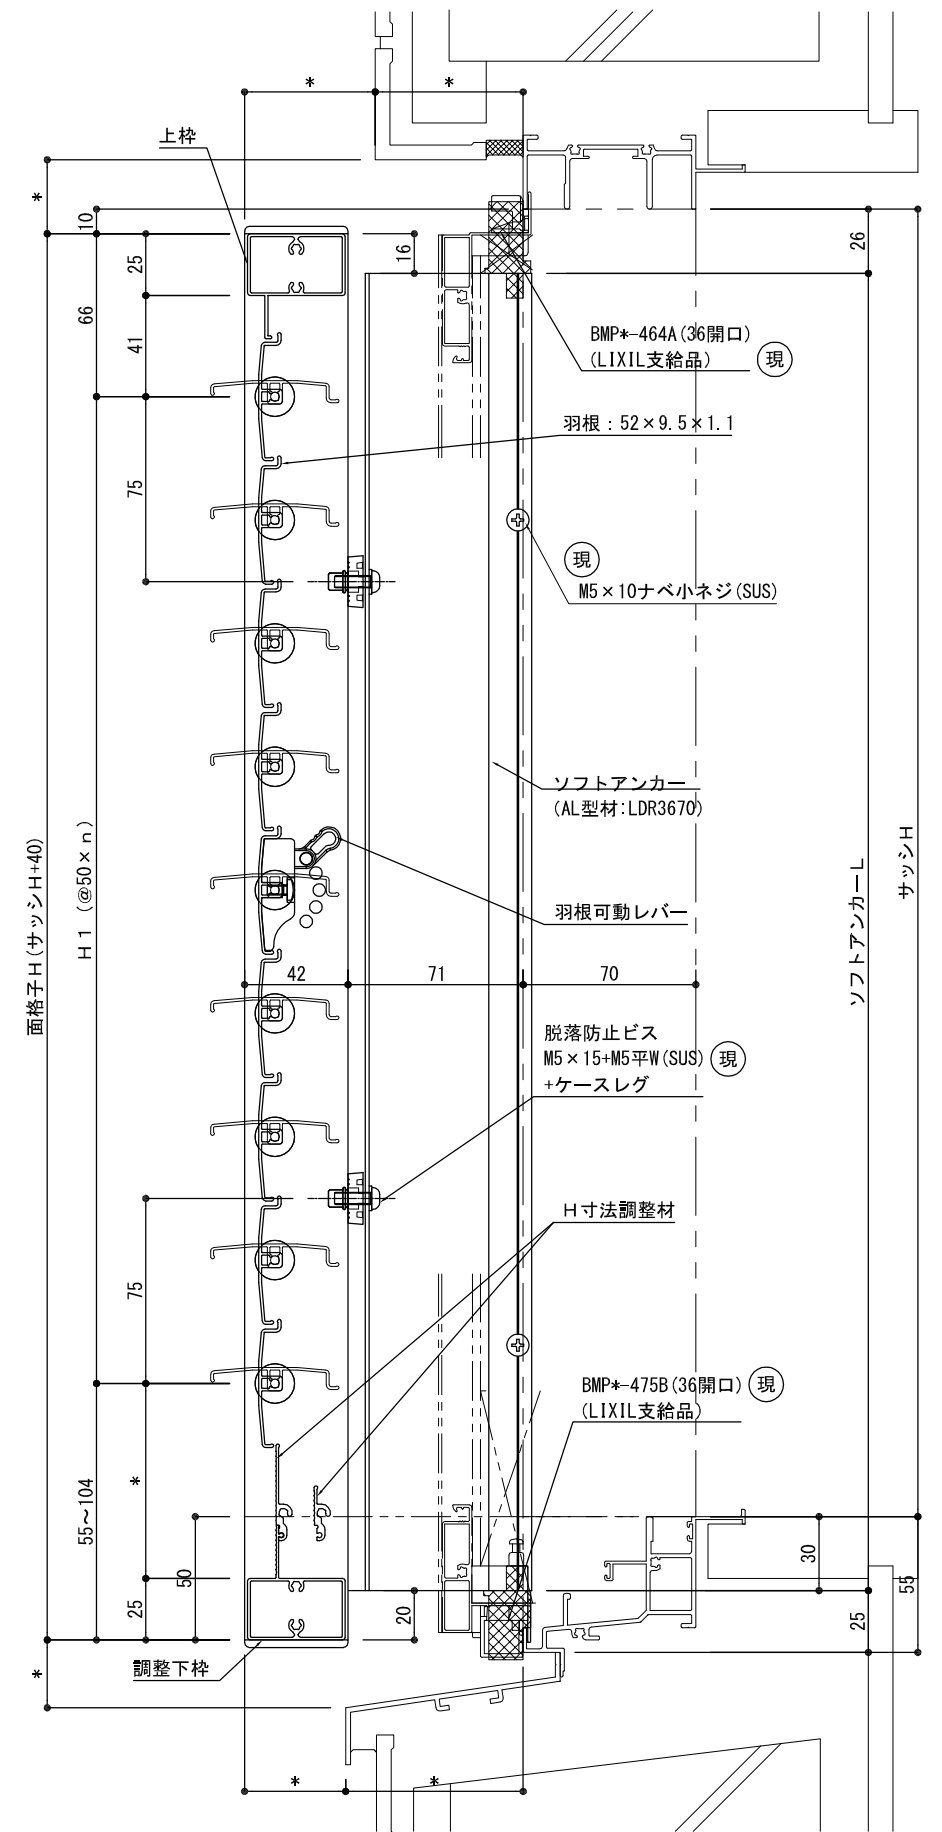 *
*
上枠
*
10
25
16
26
66
41
BMP*-464A(36開口)
(LIXIL支給品)
現
羽根：52×9.5×1.1
75
現
M5×10ナベ小ネジ(SUS)
ソフトアンカー
(AL型材:LDR3670)
面格子H(サッシH+40)
H1 (@50×n)
ソフトアンカーL
サッシH
羽根可動レバー
42
71
70
脱落防止ビス
M5×15+M5平W(SUS)
現
+ケースレグ
H寸法調整材
75
BMP*-475B(36開口)
現
(LIXIL支給品)
*
55~104
50
30
55
25
20
25
調整下枠
*
*
*